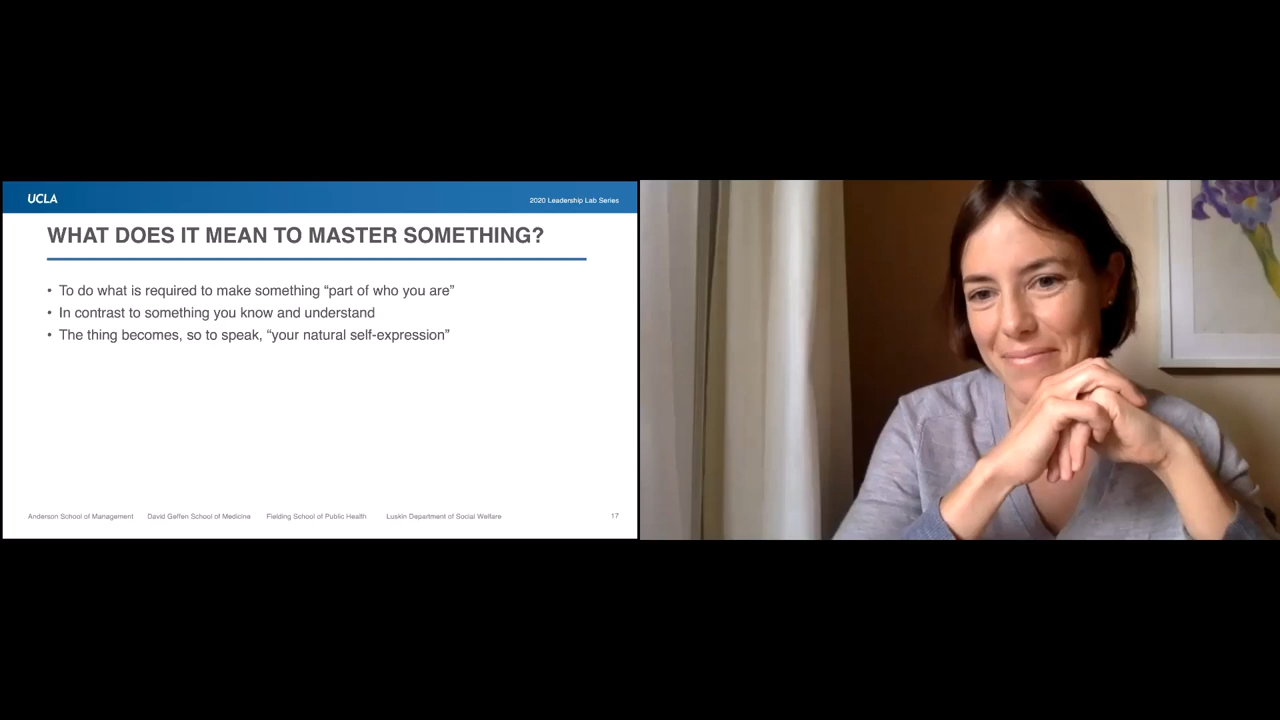 UCLA
2020 Leadership Lab Series
WHAT DOES IT MEAN TO MASTER SOMETHING?
• To do what is required to make something “part of who you are”
• In contrast to something you know and understand
• The thing becomes, so to speak, “your natural self-expression”
Anderson School of Management David Geffen School of Medicine Fielding School of Public Health Luskin Department of Social Welfare 17